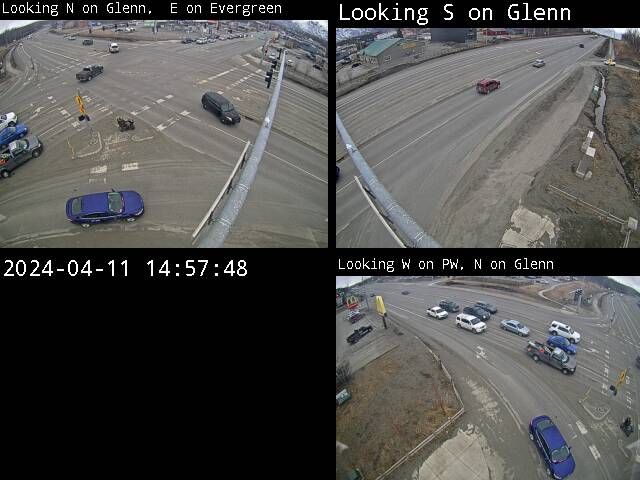 Looking N on Glenn, E on Evergreen
Looking S on Glenn
2024-04-11 14:57:48
Looking W on PW, N on Glenn